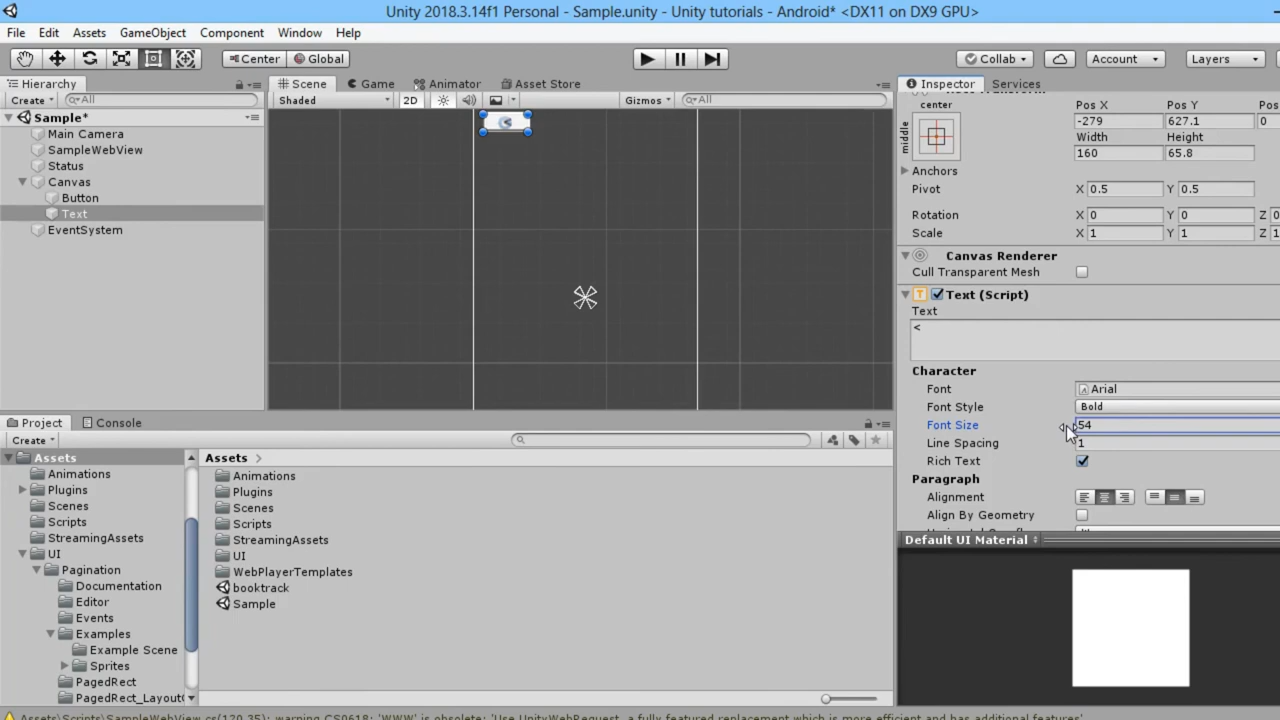 Unity 2018.3.14f1 Personal - Sample.unity - Unity tutorials - Android* <DX11 on DX9 GPU>
File Edit Assets GameObject Component Window Help
Center Global Collab Account Layers
Hierarchy Scene Game Animator Asset Store Inspector Services
Create All Shaded 2D Gizmos All
Sample*
Main Camera
SampleWebView
Status
Canvas
Button
Text
EventSystem
center Pos X Pos Y Pos
middle -279 627.1 0
Width Height
160 65.8
Anchors
Pivot X 0.5 Y 0.5
Rotation X 0 Y 0 Z 0
Scale X 1 Y 1 Z 1
Canvas Renderer
Cull Transparent Mesh
Text (Script)
Text
<
Character
Font Arial
Font Style Bold
Font Size 54
Line Spacing 1
Rich Text
Paragraph
Alignment
Align By Geometry
Default UI Material
Project Console
Create
Assets
Animations
Plugins
Scenes
Scripts
StreamingAssets
UI
Pagination
Documentation
Editor
Events
Examples
Example Scene
Sprites
PagedRect
PagedRect_Layout
Assets
Animations
Plugins
Scenes
Scripts
StreamingAssets
UI
WebPlayerTemplates
booktrack
Sample
Assets\Scripts\SampleWebView.cs(120,35): warning CS0618: 'WWW' is obsolete: 'Use UnityWebRequest, a fully featured replacement which is more efficient and has additional features'